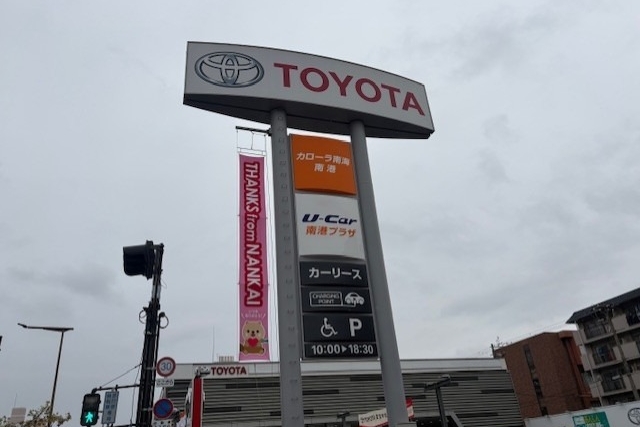 TOYOTA
カローラ南海
南港
U-Car
南港プラザ
カーリース
CHARGING
POINT
P
10:00▶18:30
THANKS from NANKAI
30
TOYOTA